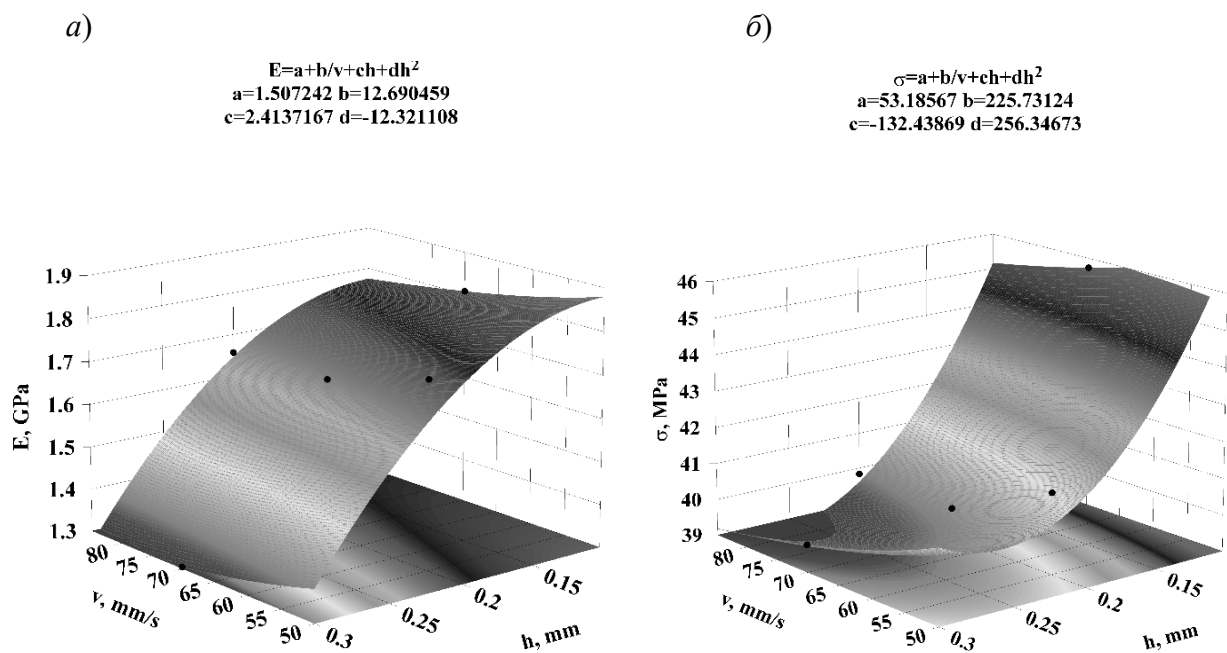 а)
E=a+b/v+ch+dh²
a=1.507242 b=12.690459
c=2.4137167 d=-12.321108
1.9
1.8
1.7
1.6
1.5
1.4
1.3
E, GPa
80
75
70
65
60
55
50
v, mm/s
0.3
0.25
0.2
0.15
h, mm
б)
σ=a+b/v+ch+dh²
a=53.18567 b=225.73124
c=-132.43869 d=256.34673
46
45
44
43
42
41
40
39
σ, MPa
80
75
70
65
60
55
50
v, mm/s
0.3
0.25
0.2
0.15
h, mm